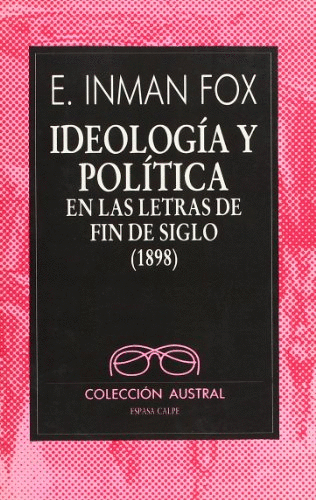 E. INMAN FOX
IDEOLOGÍA Y
POLÍTICA
EN LAS LETRAS DE
FIN DE SIGLO
(1898)
COLECCIÓN AUSTRAL
ESPASA CALPE